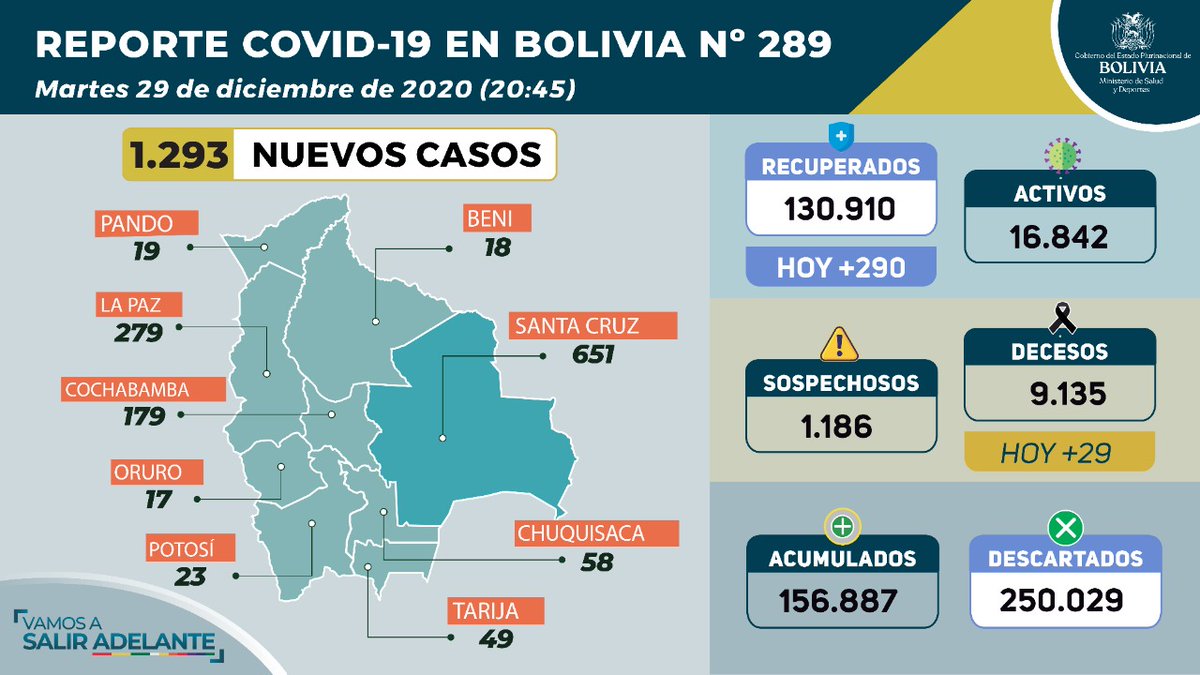 REPORTE COVID-19 EN BOLIVIA Nº 289
Martes 29 de diciembre de 2020 (20:45)
Gobierno del Estado Plurinacional de
BOLIVIA
Ministerio de Salud
y Deportes
1.293 NUEVOS CASOS
PANDO
19
BENI
18
LA PAZ
279
SANTA CRUZ
651
COCHABAMBA
179
ORURO
17
CHUQUISACA
58
POTOSÍ
23
TARIJA
49
RECUPERADOS
130.910
HOY +290
ACTIVOS
16.842
SOSPECHOSOS
1.186
DECESOS
9.135
HOY +29
ACUMULADOS
156.887
DESCARTADOS
250.029
VAMOS A
SALIR ADELANTE